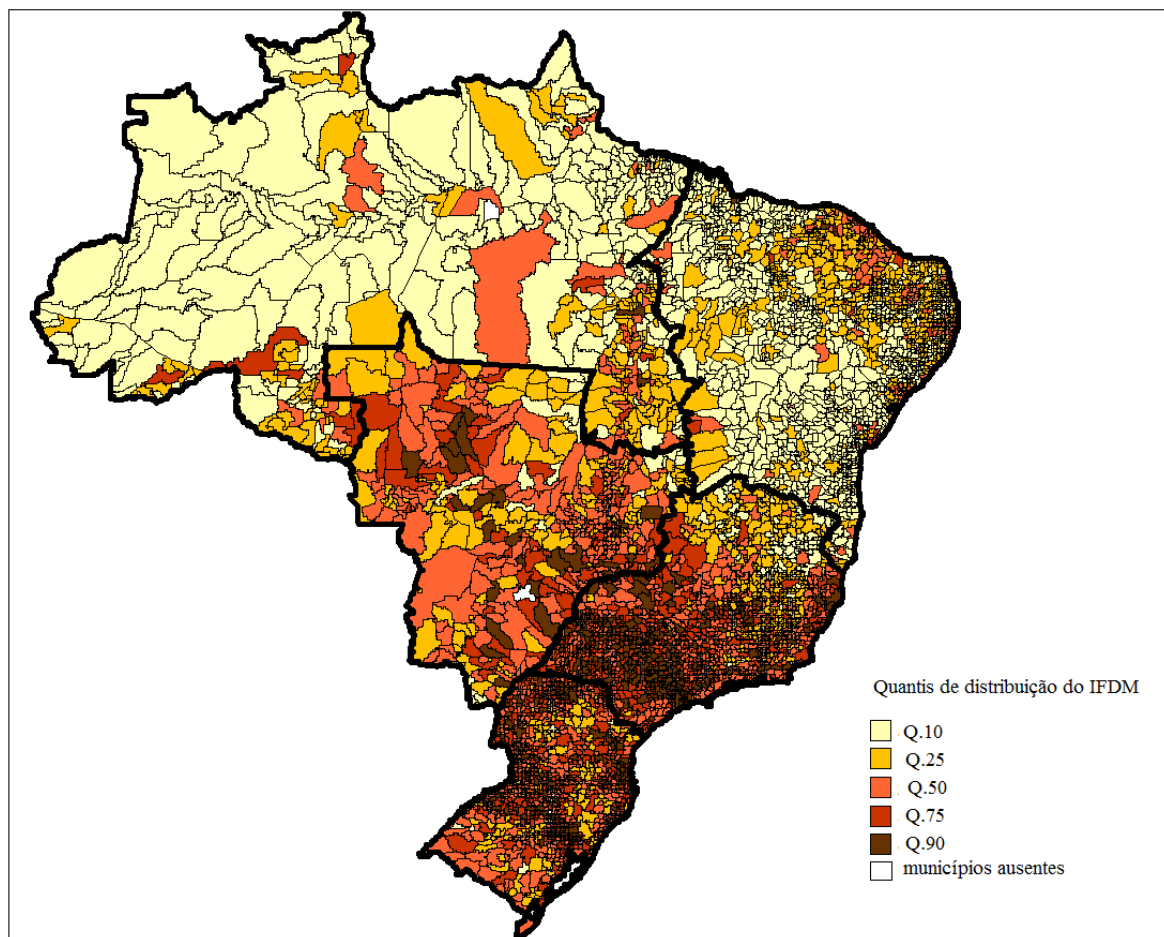 Quantis de distribuição do IFDM
Q.10
Q.25
Q.50
Q.75
Q.90
municípios ausentes